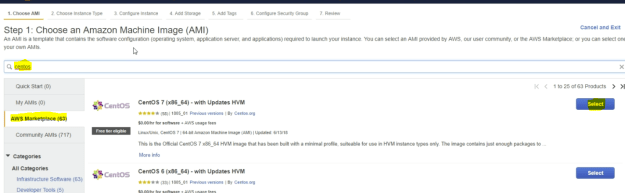 1. Choose AMI 2. Choose Instance Type 3. Configure Instance 4. Add Storage 5. Add Tags 6. Configure Security Group 7. Review
Step 1: Choose an Amazon Machine Image (AMI)
Cancel and Exit
An AMI is a template that contains the software configuration (operating system, application server, and applications) required to launch your instance. You can select an AMI provided by AWS, our user community, or the AWS Marketplace; or you can select one of
your own AMIs.
centos
Quick Start (0)
1 to 25 of 63 Products
My AMIs (0)
AWS Marketplace (63)
Community AMIs (717)
Categories
All Categories
Infrastructure Software (63)
Developer Tools (5)
CentOS
Free tier eligible
CentOS 7 (x86_64) - with Updates HVM
1805_01 Previous versions | By Centos.org
$0.00/hr for software + AWS usage fees
Linux/Unix, CentOS 7 | 64-bit Amazon Machine Image (AMI) | Updated: 6/13/18
This is the Official CentOS 7 x86_64 HVM image that has been built with a minimal profile, suiteable for use in HVM instance types only. The image contains just enough packages to ...
More info
Select
CentOS
CentOS 6 (x86_64) - with Updates HVM
Previous versions | By Centos.org
$0.00/hr for software + AWS usage fees
Select